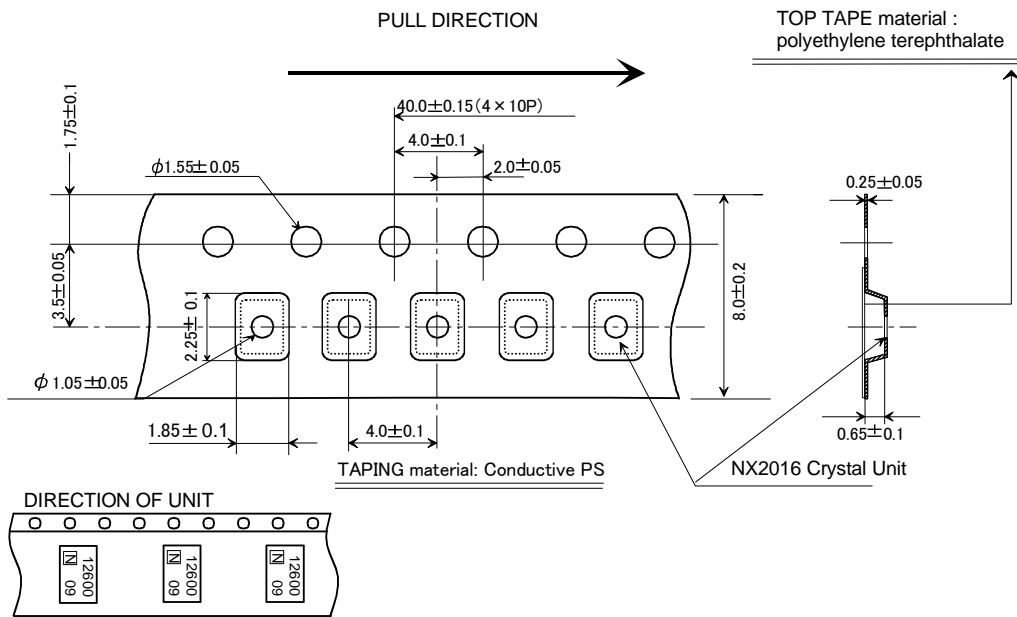 PULL DIRECTION
TOP TAPE material :
polyethylene terephthalate
1.75±0.1
40.0±0.15(4×10P)
4.0±0.1
2.0±0.05
φ1.55±0.05
0.25±0.05
3.5±0.05
2.25±0.1
8.0±0.2
φ1.05±0.05
1.85±0.1
4.0±0.1
0.65±0.1
TAPING material: Conductive PS
NX2016 Crystal Unit
DIRECTION OF UNIT
12600
N 09
12600
N 09
12600
N 09